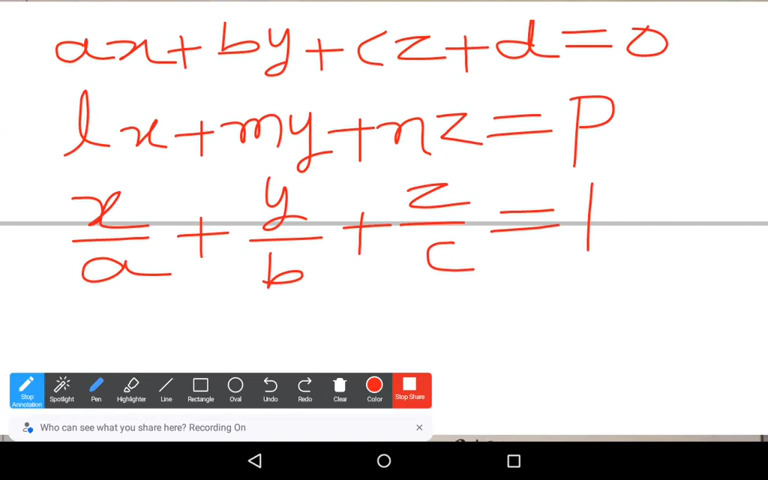 ax + by + cz + d = 0
lx + my + nz = p
x/a + y/b + z/c = 1
Stop Annotation Spotlight Pen Highlighter Line Rectangle Oval Undo Redo Clear Color Stop Share
Who can see what you share here? Recording On